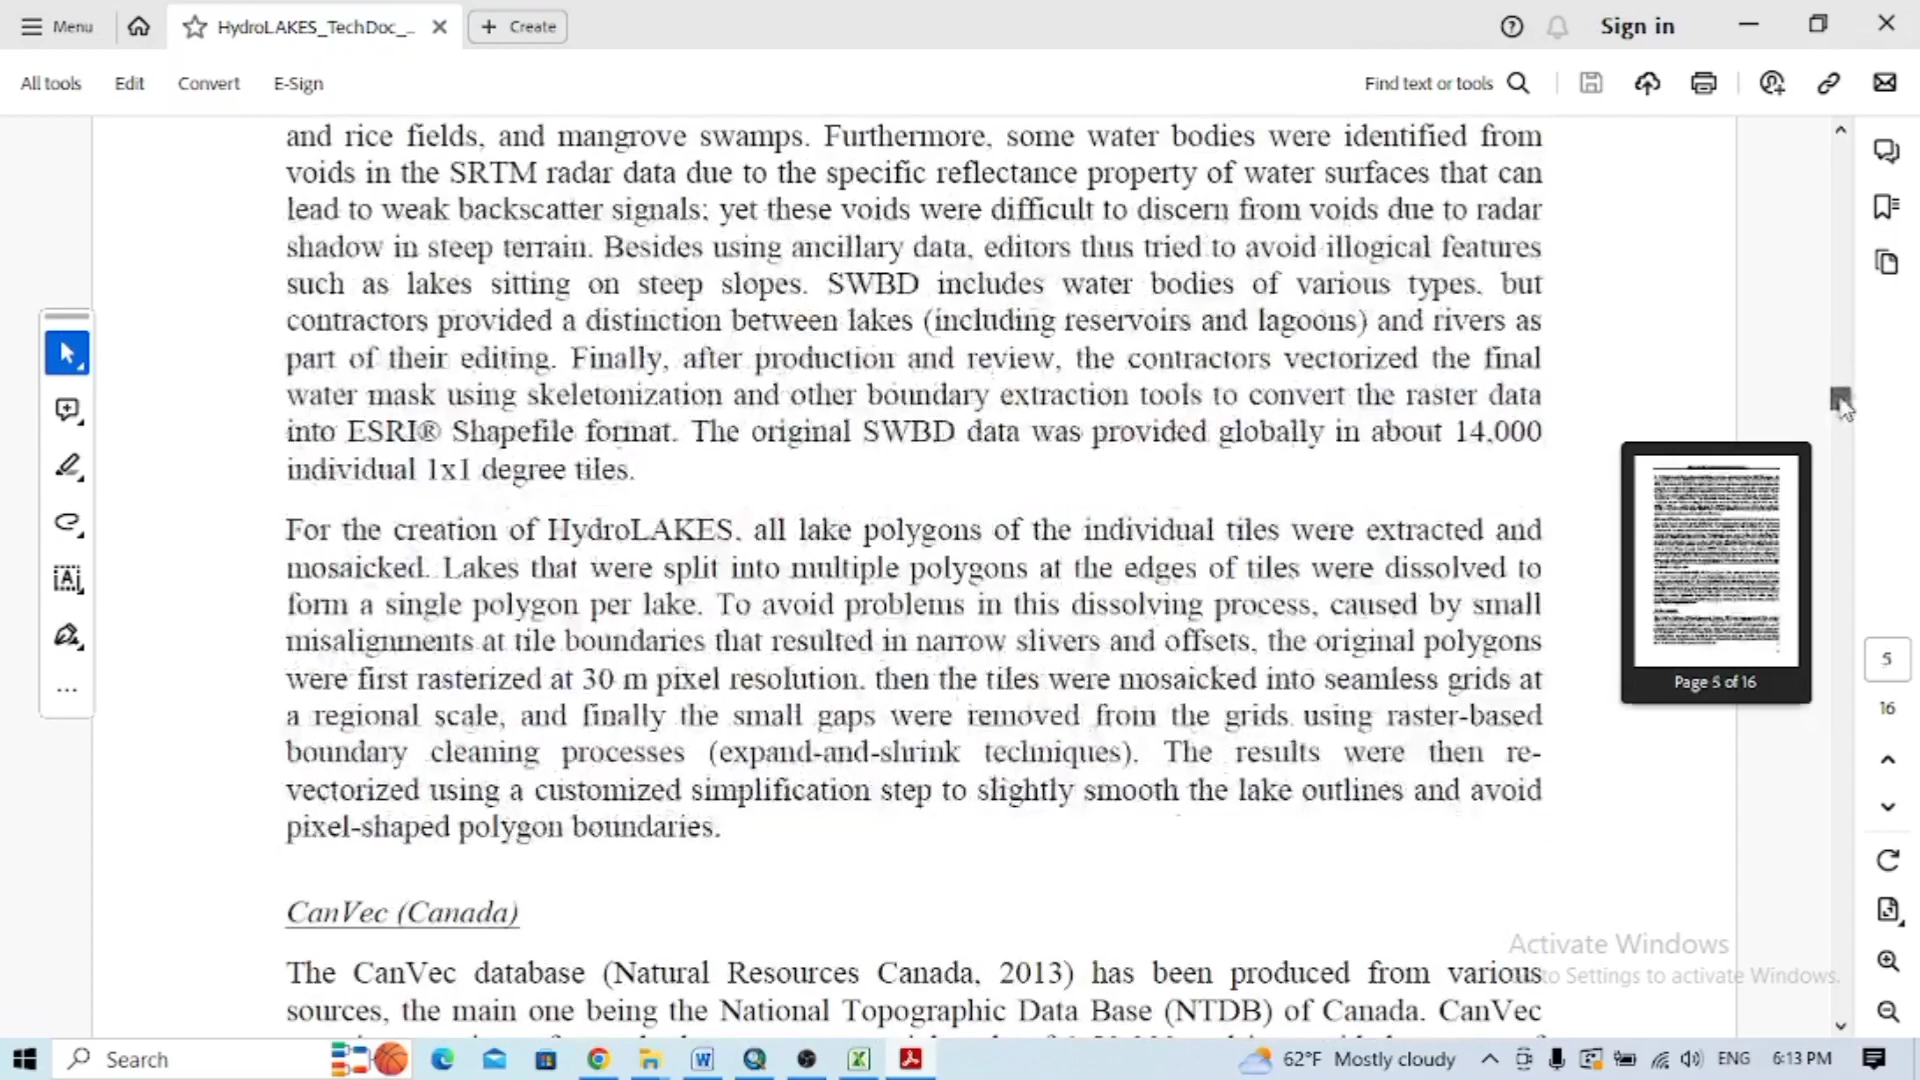 Menu
HydroLAKES_TechDoc_...
Create
Sign in
All tools
Edit
Convert
E-Sign
Find text or tools
and rice fields, and mangrove swamps. Furthermore, some water bodies were identified from
voids in the SRTM radar data due to the specific reflectance property of water surfaces that can
lead to weak backscatter signals; yet these voids were difficult to discern from voids due to radar
shadow in steep terrain. Besides using ancillary data, editors thus tried to avoid illogical features
such as lakes sitting on steep slopes. SWBD includes water bodies of various types, but
contractors provided a distinction between lakes (including reservoirs and lagoons) and rivers as
part of their editing. Finally, after production and review, the contractors vectorized the final
water mask using skeletonization and other boundary extraction tools to convert the raster data
into ESRI® Shapefile format. The original SWBD data was provided globally in about 14,000
individual 1x1 degree tiles.
For the creation of HydroLAKES, all lake polygons of the individual tiles were extracted and
mosaicked. Lakes that were split into multiple polygons at the edges of tiles were dissolved to
form a single polygon per lake. To avoid problems in this dissolving process, caused by small
misalignments at tile boundaries that resulted in narrow slivers and offsets, the original polygons
were first rasterized at 30 m pixel resolution, then the tiles were mosaicked into seamless grids at
a regional scale, and finally the small gaps were removed from the grids using raster-based
boundary cleaning processes (expand-and-shrink techniques). The results were then re-
vectorized using a customized simplification step to slightly smooth the lake outlines and avoid
pixel-shaped polygon boundaries.
CanVec (Canada)
The CanVec database (Natural Resources Canada, 2013) has been produced from various
sources, the main one being the National Topographic Data Base (NTDB) of Canada. CanVec
Page 5 of 16
5
16
Activate Windows
to Settings to activate Windows.
Search
62°F Mostly cloudy
ENG
6:13 PM